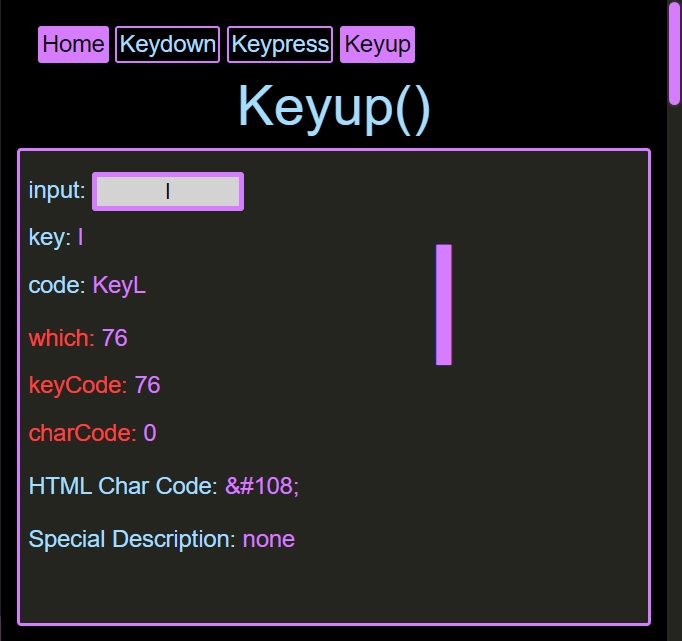 Home Keydown Keypress Keyup
Keyup()
input: l
key: l
code: KeyL
l
which: 76
keyCode: 76
charCode: 0
HTML Char Code: &#108;
Special Description: none